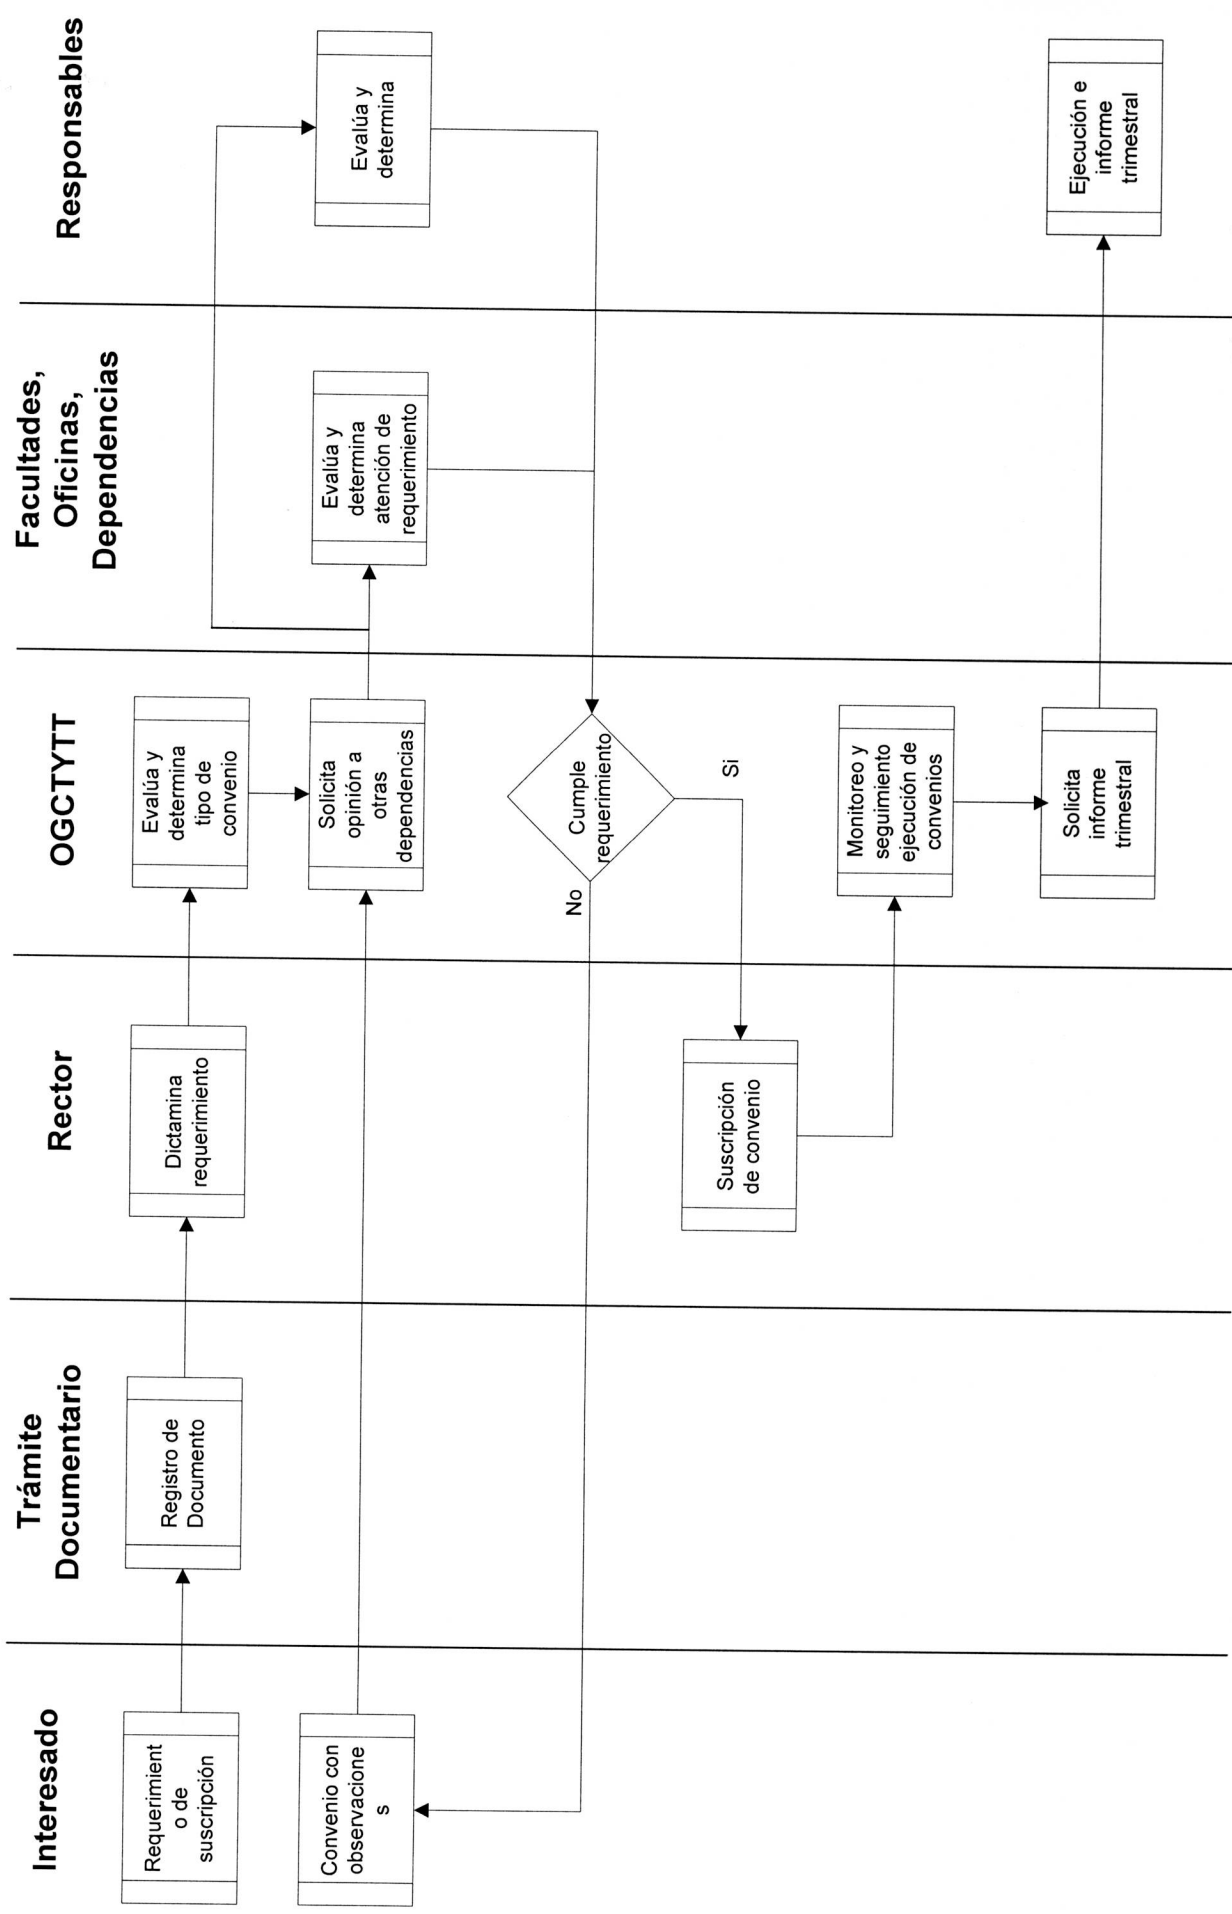 Interesado
Trámite
Documentario
Rector
OGCTYTT
Facultades,
Oficinas,
Dependencias
Responsables
Requerimient
o de
suscripción
Registro de
Documento
Dictamina
requerimiento
Evalúa y
determina
tipo de
convenio
Convenio con
observacione
s
Solicita
opinión a
otras
dependencias
Evalúa y
determina
atención de
requerimiento
Evalúa y
determina
Cumple
requerimiento
No
Si
Suscripción
de convenio
Monitoreo y
seguimiento
ejecución de
convenios
Solicita
informe
trimestral
Ejecución e
informe
trimestral